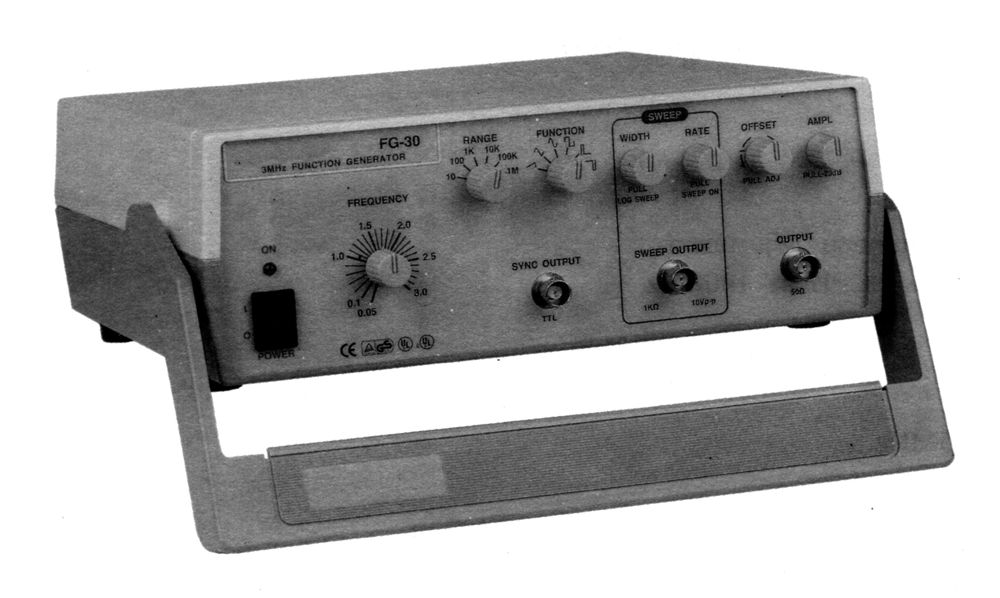 FG-30
3MHz FUNCTION GENERATOR
RANGE
10
100
1K
10K
100K
1M
FUNCTION
SWEEP
WIDTH
RATE
PULL
LOG SWEEP
PULL
SWEEP ON
OFFSET
PULL ADJ
AMPL
PULL-20dB
FREQUENCY
0.05
0.1
1.0
1.5
2.0
2.5
3.0
ON
I
O
POWER
CE
GS
UL
c UL
SYNC OUTPUT
TTL
SWEEP OUTPUT
1KΩ
10Vp-p
OUTPUT
50Ω